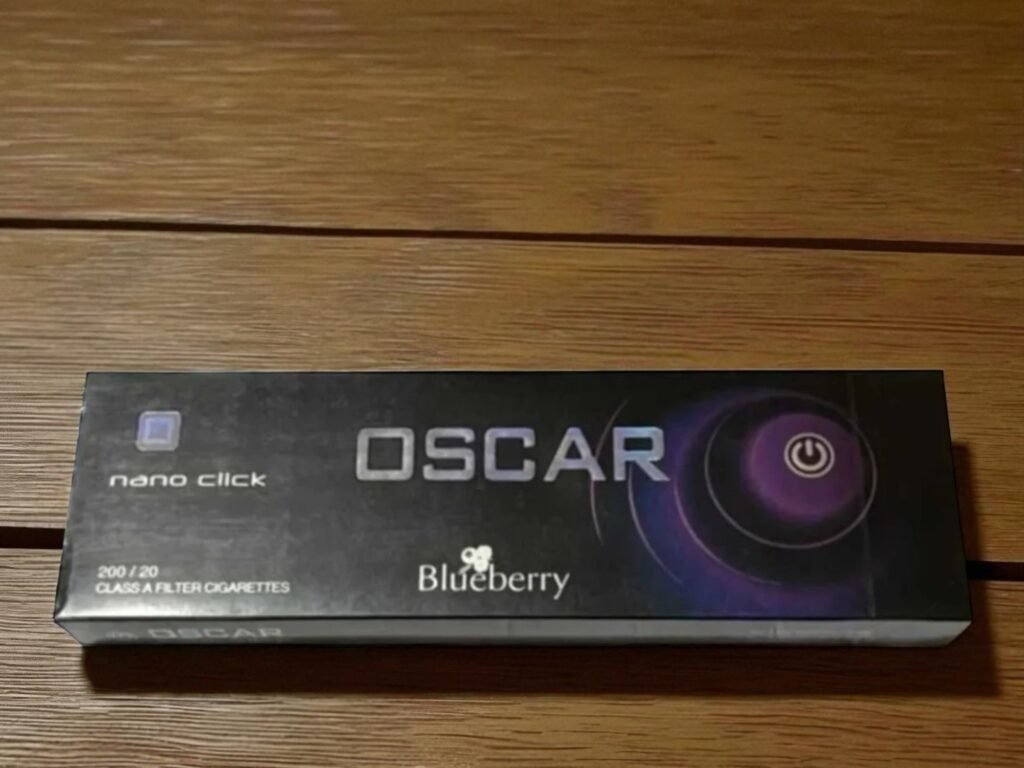 nano click
OSCAR
Blueberry
200 / 20
CLASS A FILTER CIGARETTES
OSCAR